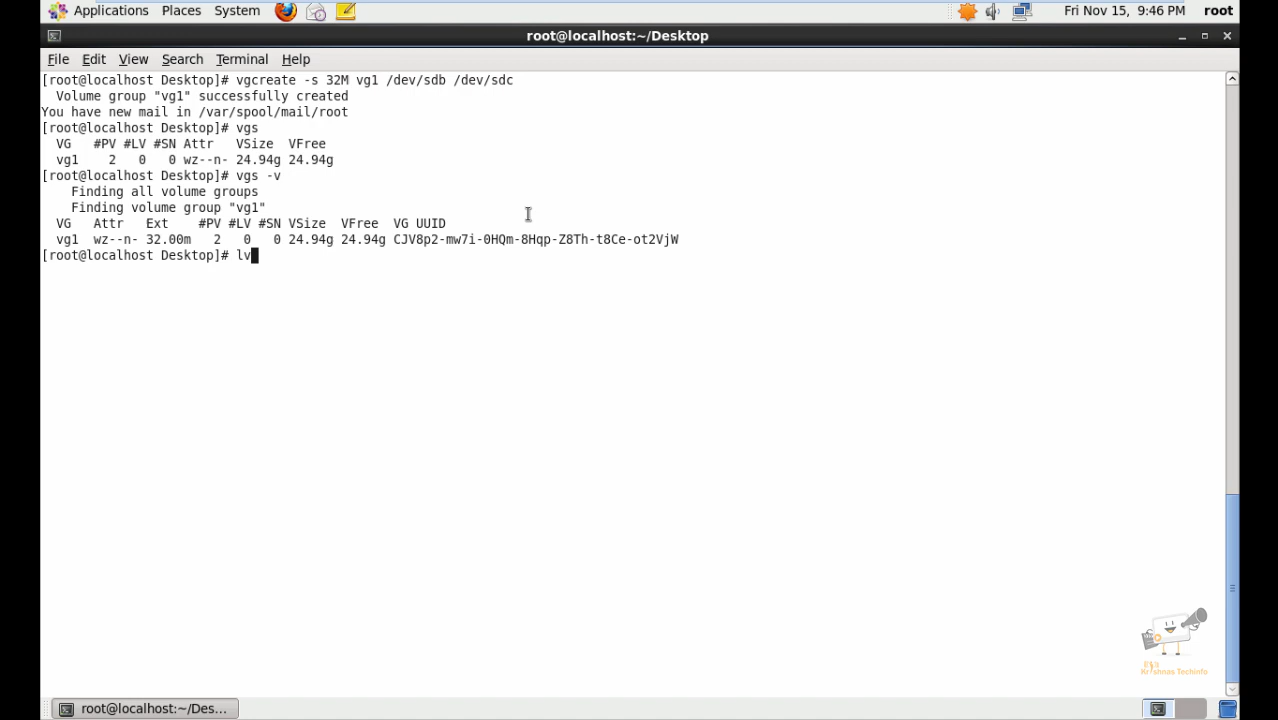 Applications Places System Fri Nov 15, 9:46 PM root
root@localhost:~/Desktop
File Edit View Search Terminal Help
[root@localhost Desktop]# vgcreate -s 32M vg1 /dev/sdb /dev/sdc
Volume group "vg1" successfully created
You have new mail in /var/spool/mail/root
[root@localhost Desktop]# vgs
VG #PV #LV #SN Attr VSize VFree
vg1 2 0 0 wz--n- 24.94g 24.94g
[root@localhost Desktop]# vgs -v
Finding all volume groups
Finding volume group "vg1"
VG Attr Ext #PV #LV #SN VSize VFree VG UUID
vg1 wz--n- 32.00m 2 0 0 24.94g 24.94g CJV8p2-mw7i-0HQm-8Hqp-Z8Th-t8Ce-ot2VjW
[root@localhost Desktop]# lv
Techinfo
root@localhost:~/Des...